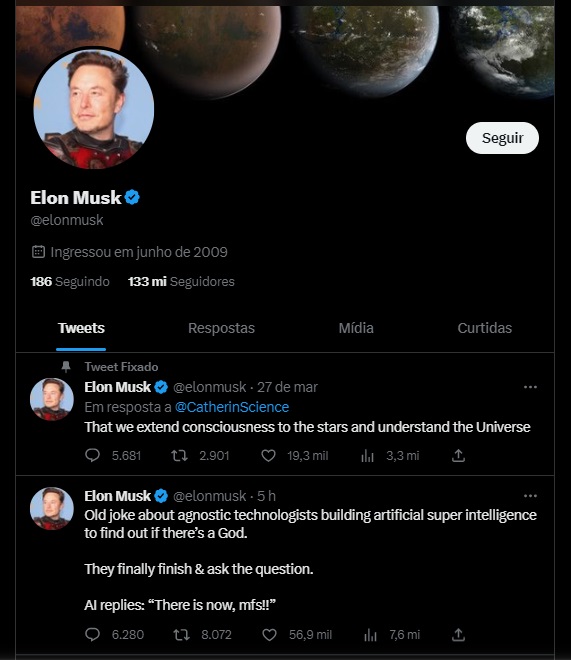 Seguir
Elon Musk
@elonmusk
Ingressou em junho de 2009
186 Seguindo 133 mi Seguidores
Tweets Respostas Mídia Curtidas
Tweet Fixado
Elon Musk @elonmusk · 27 de mar
Em resposta a @CatherinScience
That we extend consciousness to the stars and understand the Universe
5.681 2.901 19,3 mil 3,3 mi
Elon Musk @elonmusk · 5 h
Old joke about agnostic technologists building artificial super intelligence
to find out if there’s a God.
They finally finish & ask the question.
AI replies: “There is now, mfs!!”
6.280 8.072 56,9 mil 7,6 mi